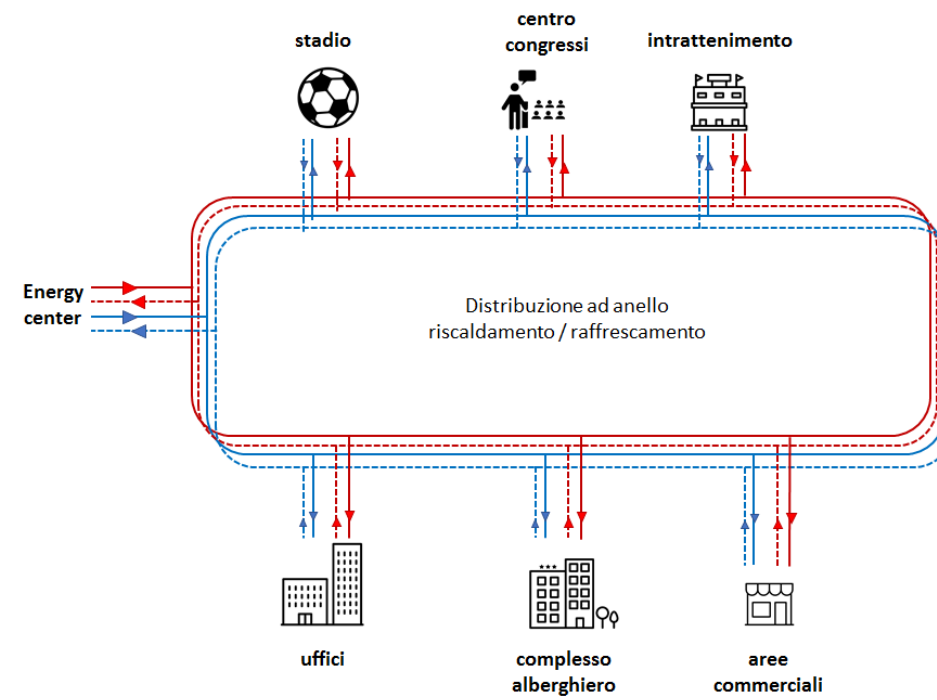 stadio
centro
congressi
intrattenimento
Energy
center
Distribuzione ad anello
riscaldamento / raffrescamento
uffici
complesso
alberghiero
aree
commerciali